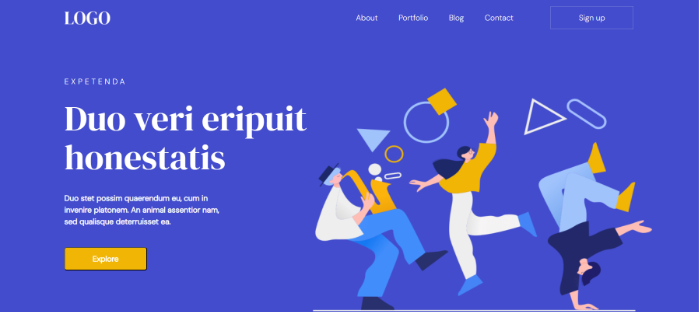 LOGO
About Portfolio Blog Contact Sign up
EXPETENDA
Duo veri eripuit
honestatis
Duo stet possim quaerendum eu, cum in
invenire platonem. An animal assentior nam,
sed qualisque deterruisset ea.
Explore